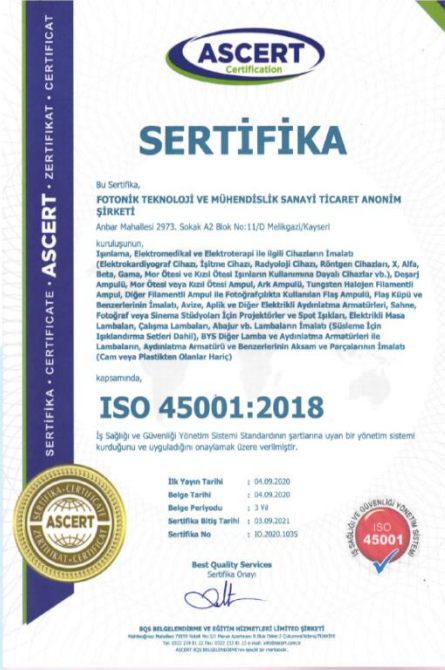 ASCERT
Certification
SERTİFİKA • CERTIFICATE • ASCERT • ZERTIFIKAT • CERTIFICAT
SERTİFİKA
Bu Sertifika,
FOTONİK TEKNOLOJİ VE MÜHENDİSLİK SANAYİ TİCARET ANONİM
ŞİRKETİ
Anbar Mahallesi 2973. Sokak A2 Blok No:11/D Melikgazi/Kayseri
kuruluşunun,
Işınlama, Elektromedikal ve Elektroterapi ile ilgili Cihazların İmalatı
(Elektrokardiyograf Cihazı, İşitme Cihazı, Radyoloji Cihazı, Röntgen Cihazları, X, Alfa,
Beta, Gama, Mor Ötesi ve Kızıl Ötesi Işınların Kullanımına Dayalı Cihazlar vb.), Deşarj
Ampulü, Mor Ötesi veya Kızıl Ötesi Ampul, Ark Ampulü, Tungsten Halojen Filamentli
Ampul, Diğer Filamentli Ampul ile Fotoğrafçılıkta Kullanılan Flaş Ampulü, Flaş Küpü ve
Benzerlerinin İmalatı, Avize, Aplik ve Diğer Elektrikli Aydınlatma Armatürleri, Sahne,
Fotoğraf veya Sinema Stüdyoları İçin Projektörler ve Spot Işıkları, Elektrikli Masa
Lambaları, Çalışma Lambaları, Abajur vb. Lambaların İmalatı (Süsleme İçin
Işıklandırma Setleri Dahil), BYS Diğer Lamba ve Aydınlatma Armatürleri ile
Lambaların, Aydınlatma Armatürü ve Benzerlerinin Aksam ve Parçalarının İmalatı
(Cam veya Plastikten Olanlar Hariç)
kapsamında,
ISO 45001:2018
İş Sağlığı ve Güvenliği Yönetim Sistemi Standardının şartlarına uyan bir yönetim sistemi
kurduğunu ve uyguladığını onaylamak üzere verilmiştir.
İlk Yayın Tarihi : 04.09.2020
Belge Tarihi : 04.09.2020
Belge Periyodu : 3 Yıl
Sertifika Bitiş Tarihi : 03.09.2021
Sertifika No : IO.2020.1035
SERTİFİKA • CERTIFICATE
ASCERT
ZERTIFIKAT • CERTIFICAT
İŞ SAĞLIĞI VE GÜVENLİĞİ YÖNETİM SİSTEMİ
ISO
45001
Best Quality Services
Sertifika Onayı
BQS BELGELENDİRME ve EĞİTİM HİZMETLERİ LİMİTED ŞİRKETİ